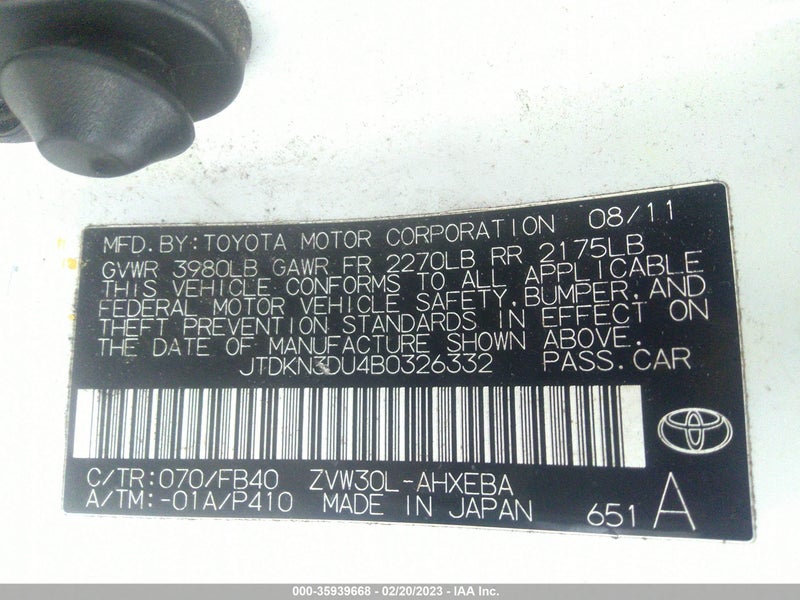 MFD. BY: TOYOTA MOTOR CORPORATION 08/11
GVWR 3980LB GAWR FR 2270LB RR 2175LB
THIS VEHICLE CONFORMS TO ALL APPLICABLE
FEDERAL MOTOR VEHICLE SAFETY, BUMPER, AND
THEFT PREVENTION STANDARDS IN EFFECT ON
THE DATE OF MANUFACTURE SHOWN ABOVE.
JTDKN3DU4B0326332 PASS. CAR
C/TR: 070/FB40 ZVW30L-AHXEBA
A/TM: -01A/P410 MADE IN JAPAN 651 A
000-35939668 - 02/20/2023 - IAA Inc.